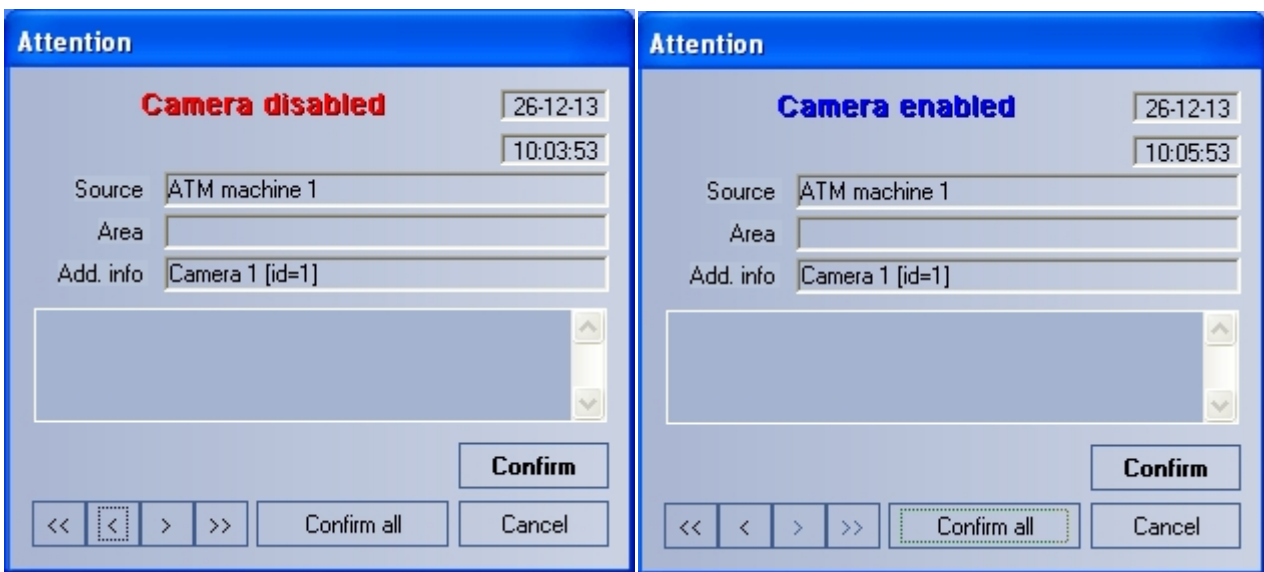 Attention
Camera disabled 26-12-13
10:03:53
Source ATM machine 1
Area
Add. info Camera 1 [id=1]
Confirm
<< < > >> Confirm all Cancel
Attention
Camera enabled 26-12-13
10:05:53
Source ATM machine 1
Area
Add. info Camera 1 [id=1]
Confirm
<< < > >> Confirm all Cancel